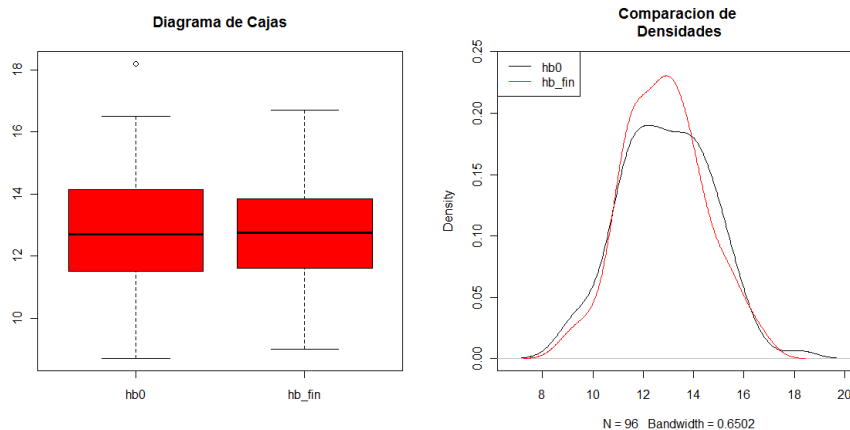 Diagrama de Cajas
18
16
14
12
10
hb0 hb_fin
Comparacion de
Densidades
hb0
hb_fin
Density
0.25
0.20
0.15
0.10
0.05
0.00
8 10 12 14 16 18 20
N = 96 Bandwidth = 0.6502